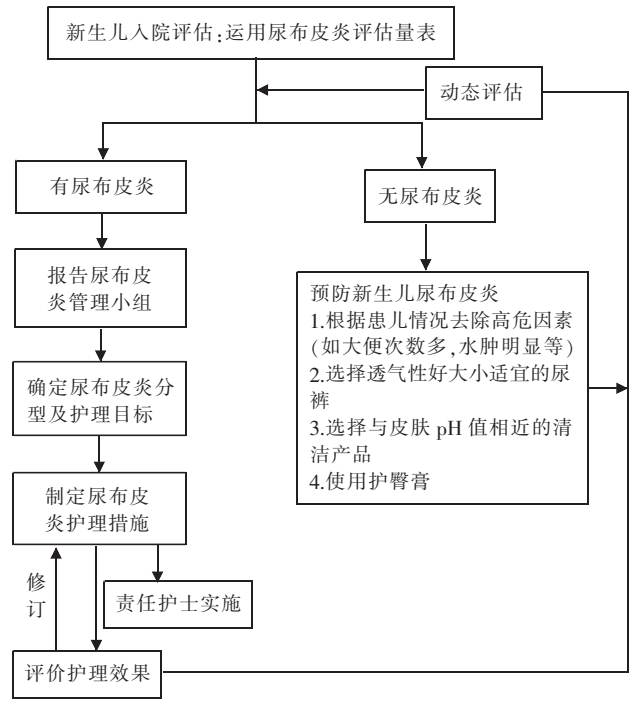 新生儿入院评估:运用尿布皮炎评估量表
动态评估
有尿布皮炎
无尿布皮炎
报告尿布皮
炎管理小组
预防新生儿尿布皮炎
1.根据患儿情况去除高危因素
(如大便次数多,水肿明显等)
2.选择透气性好大小适宜的尿
裤
3.选择与皮肤 pH 值相近的清
洁产品
4.使用护臀膏
确定尿布皮炎分
型及护理目标
制定尿布皮
炎护理措施
修
订
责任护士实施
评价护理效果